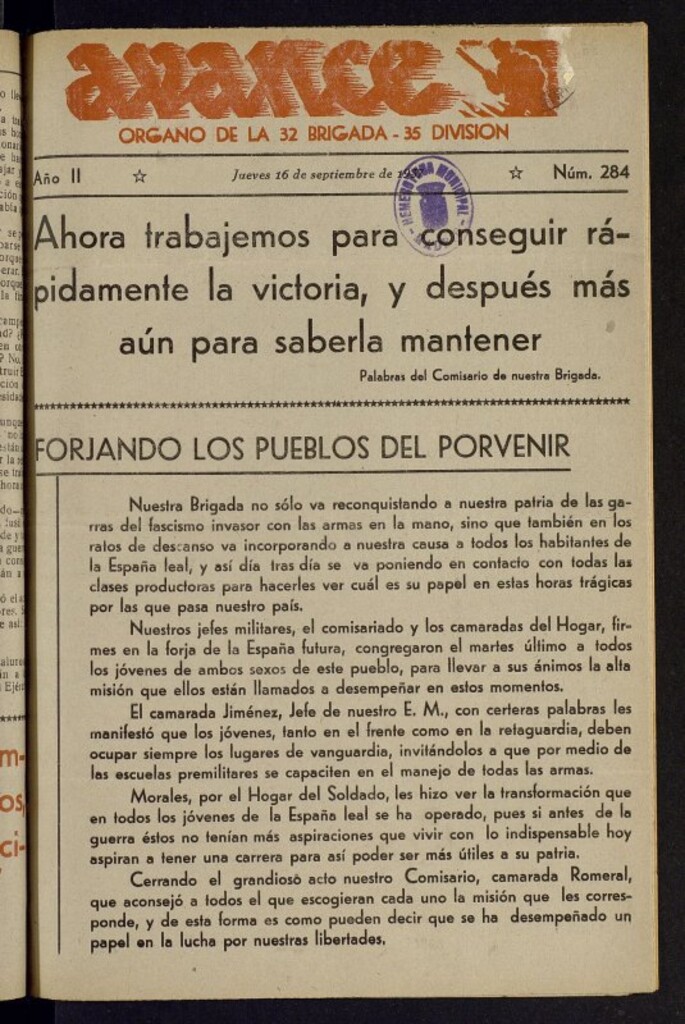 avance
ORGANO DE LA 32 BRIGADA - 35 DIVISION
Año II ☆ Jueves 16 de septiembre de ☆ Núm. 284
HEMEROTECA MUNICIPAL
Ahora trabajemos para conseguir rá-
pidamente la victoria, y después más
aún para saberla mantener
Palabras del Comisario de nuestra Brigada.
FORJANDO LOS PUEBLOS DEL PORVENIR
Nuestra Brigada no sólo va reconquistando a nuestra patria de las ga-
rras del fascismo invasor con las armas en la mano, sino que también en los
ratos de descanso va incorporando a nuestra causa a todos los habitantes de
la España leal, y así día tras día se va poniendo en contacto con todas las
clases productoras para hacerles ver cuál es su papel en estas horas trágicas
por las que pasa nuestro país.
Nuestros jefes militares, el comisariado y los camaradas del Hogar, fir-
mes en la forja de la España futura, congregaron el martes último a todos
los jóvenes de ambos sexos de este pueblo, para llevar a sus ánimos la alta
misión que ellos están llamados a desempeñar en estos momentos.
El camarada Jiménez, Jefe de nuestro E. M., con certeras palabras les
manifestó que los jóvenes, tanto en el frente como en la retaguardia, deben
ocupar siempre los lugares de vanguardia, invitándolos a que por medio de
las escuelas premilitares se capaciten en el manejo de todas las armas.
Morales, por el Hogar del Soldado, les hizo ver la transformación que
en todos los jóvenes de la España leal se ha operado, pues si antes de la
guerra éstos no tenían más aspiraciones que vivir con lo indispensable hoy
aspiran a tener una carrera para así poder ser más útiles a su patria.
Cerrando el grandioso acto nuestro Comisario, camarada Romeral,
que aconsejó a todos el que escogieran cada uno la misión que les corres-
ponde, y de esta forma es como pueden decir que se ha desempeñado un
papel en la lucha por nuestras libertades.